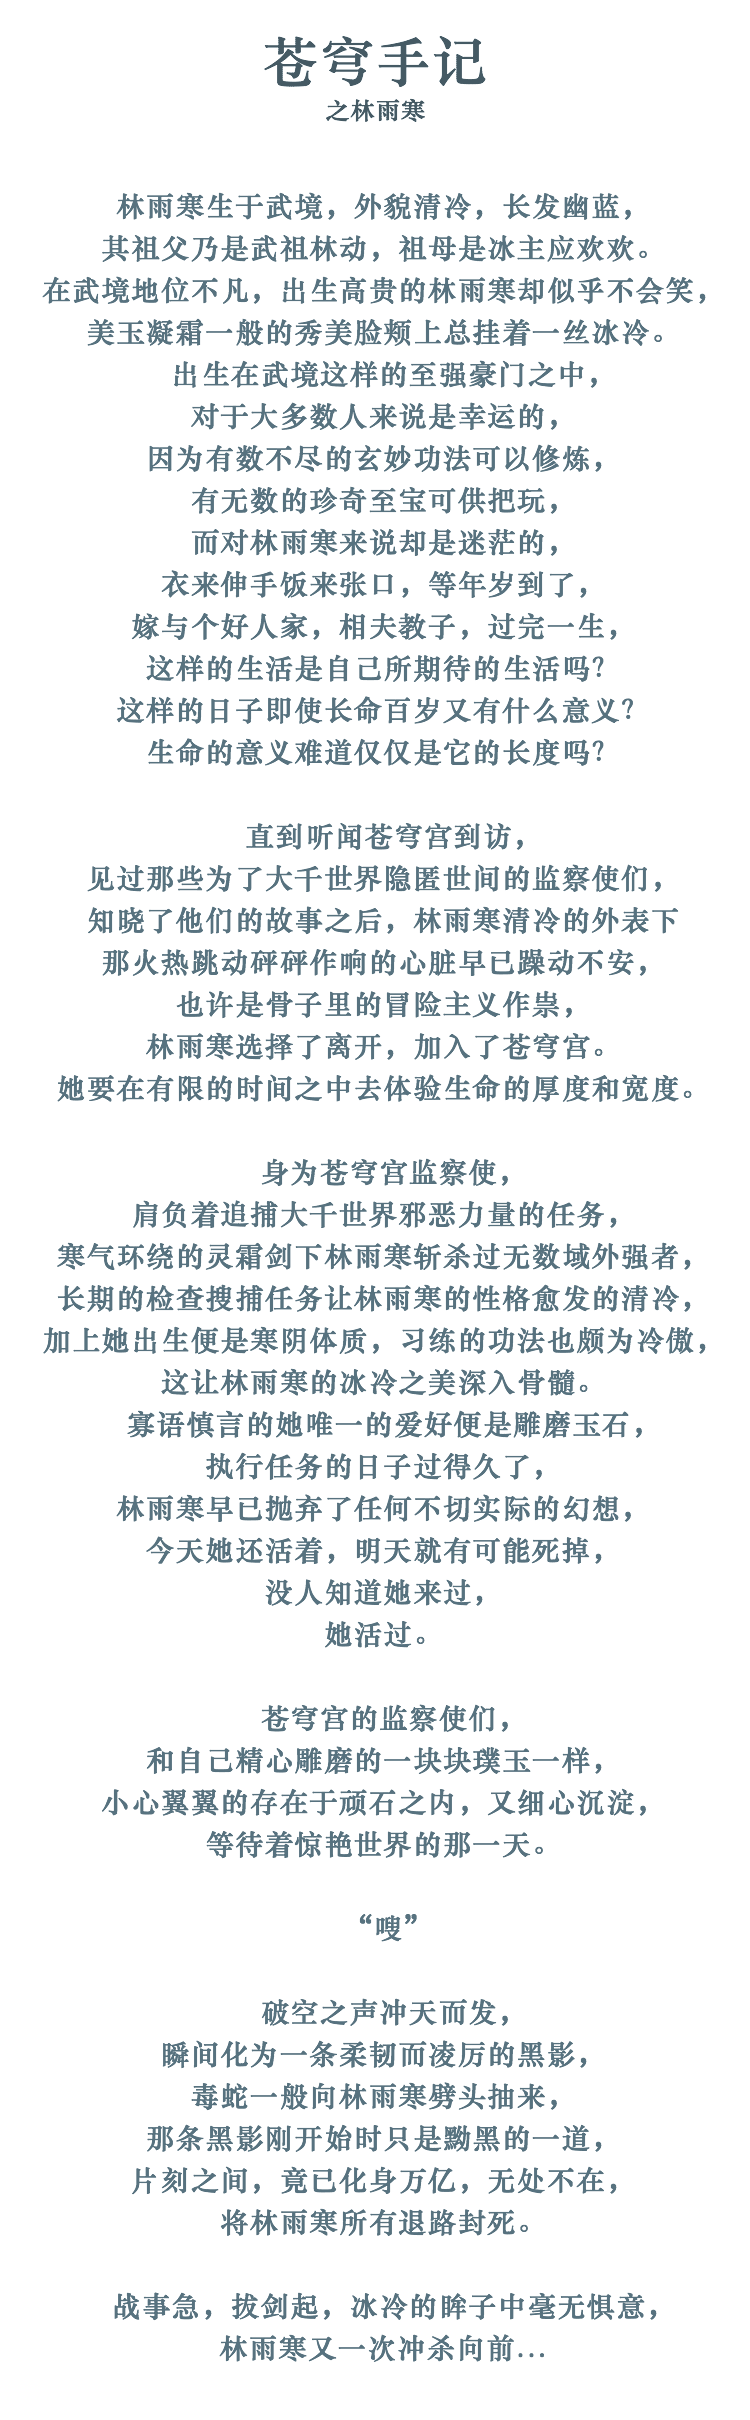 苍穹手记
之林雨寒
林雨寒生于武境，外貌清冷，长发幽蓝，
其祖父乃是武祖林动，祖母是冰主应欢欢。
在武境地位不凡，出生高贵的林雨寒却似乎不会笑，
美玉凝霜一般的秀美脸颊上总挂着一丝冰冷。
出生在武境这样的至强豪门之中，
对于大多数人来说是幸运的，
因为有数不尽的玄妙功法可以修炼，
有无数的珍奇至宝可供把玩，
而对林雨寒来说却是迷茫的，
衣来伸手饭来张口，等年岁到了，
嫁与个好人家，相夫教子，过完一生，
这样的生活是自己所期待的生活吗？
这样的日子即使长命百岁又有什么意义？
生命的意义难道仅仅是它的长度吗？
直到听闻苍穹宫到访，
见过那些为了大千世界隐匿世间的监察使们，
知晓了他们的故事之后，林雨寒清冷的外表下
那火热跳动砰砰作响的心脏早已躁动不安，
也许是骨子里的冒险主义作祟，
林雨寒选择了离开，加入了苍穹宫。
她要在有限的时间之中去体验生命的厚度和宽度。
身为苍穹宫监察使，
肩负着追捕大千世界邪恶力量的任务，
寒气环绕的灵霜剑下林雨寒斩杀过无数域外强者，
长期的检查搜捕任务让林雨寒的性格愈发的清冷，
加上她出生便是寒阴体质，习练的功法也颇为冷傲，
这让林雨寒的冰冷之美深入骨髓。
寡语慎言的她唯一的爱好便是雕磨玉石，
执行任务的日子过得久了，
林雨寒早已抛弃了任何不切实际的幻想，
今天她还活着，明天就有可能死掉，
没人知道她来过，
她活过。
苍穹宫的监察使们，
和自己精心雕磨的一块块璞玉一样，
小心翼翼的存在于顽石之内，又细心沉淀，
等待着惊艳世界的那一天。
“嗖”
破空之声冲天而发，
瞬间化为一条柔韧而凌厉的黑影，
毒蛇一般向林雨寒劈头抽来，
那条黑影刚开始时只是黝黑的一道，
片刻之间，竟已化身万亿，无处不在，
将林雨寒所有退路封死。
战事急，拔剑起，冰冷的眸子中毫无惧意，
林雨寒又一次冲杀向前...